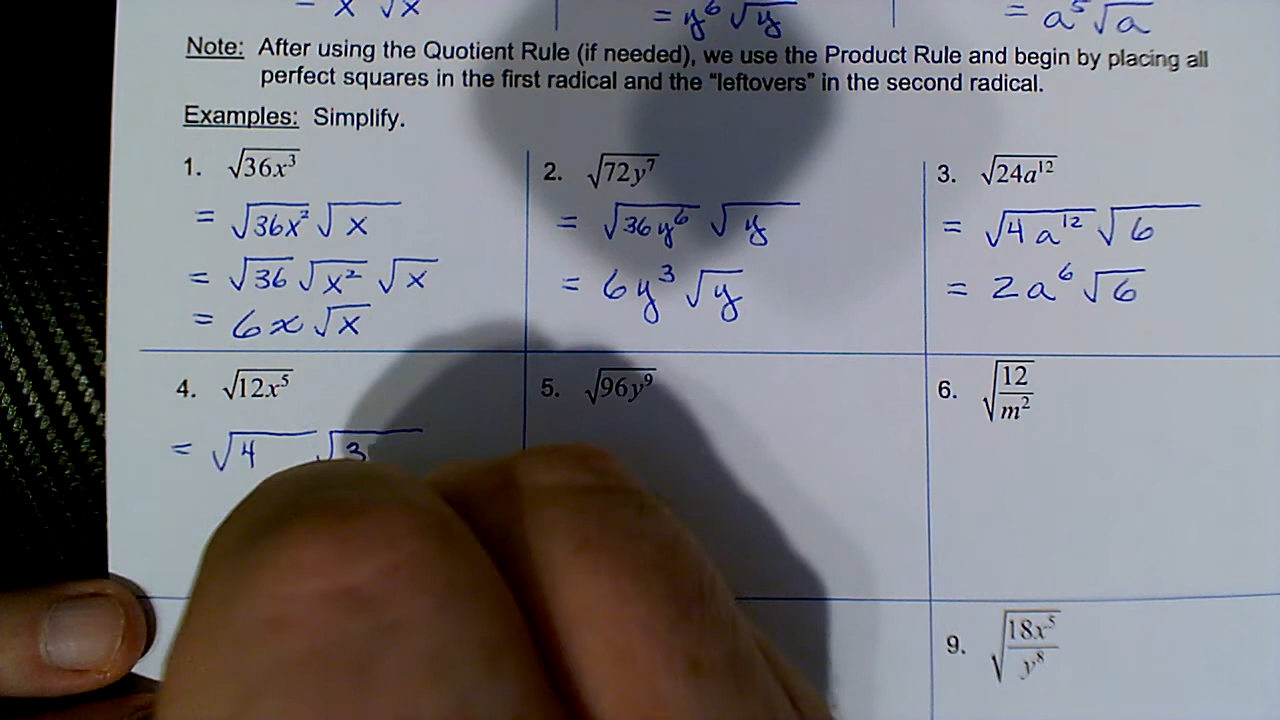 = x √x
= y⁶ √y
= a⁵ √a
Note: After using the Quotient Rule (if needed), we use the Product Rule and begin by placing all
perfect squares in the first radical and the “leftovers” in the second radical.
Examples: Simplify.
1. √36x³
= √36x² √x
= √36 √x² √x
= 6x √x
2. √72y⁷
= √36y⁶ √y
= 6y³ √y
3. √24a¹²
= √4a¹² √6
= 2a⁶ √6
4. √12x⁵
= √4 √3
5. √96y⁹
6. √12/m²
9. √18x⁵/y⁸